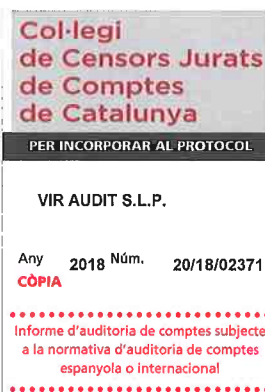 Col·legi
de Censors Jurats
de Comptes
de Catalunya
PER INCORPORAR AL PROTOCOL
VIR AUDIT S.L.P.
Any 2018 Núm. 20/18/02371
CÒPIA
Informe d'auditoria de comptes subjecte
a la normativa d'auditoria de comptes
espanyola o internacional